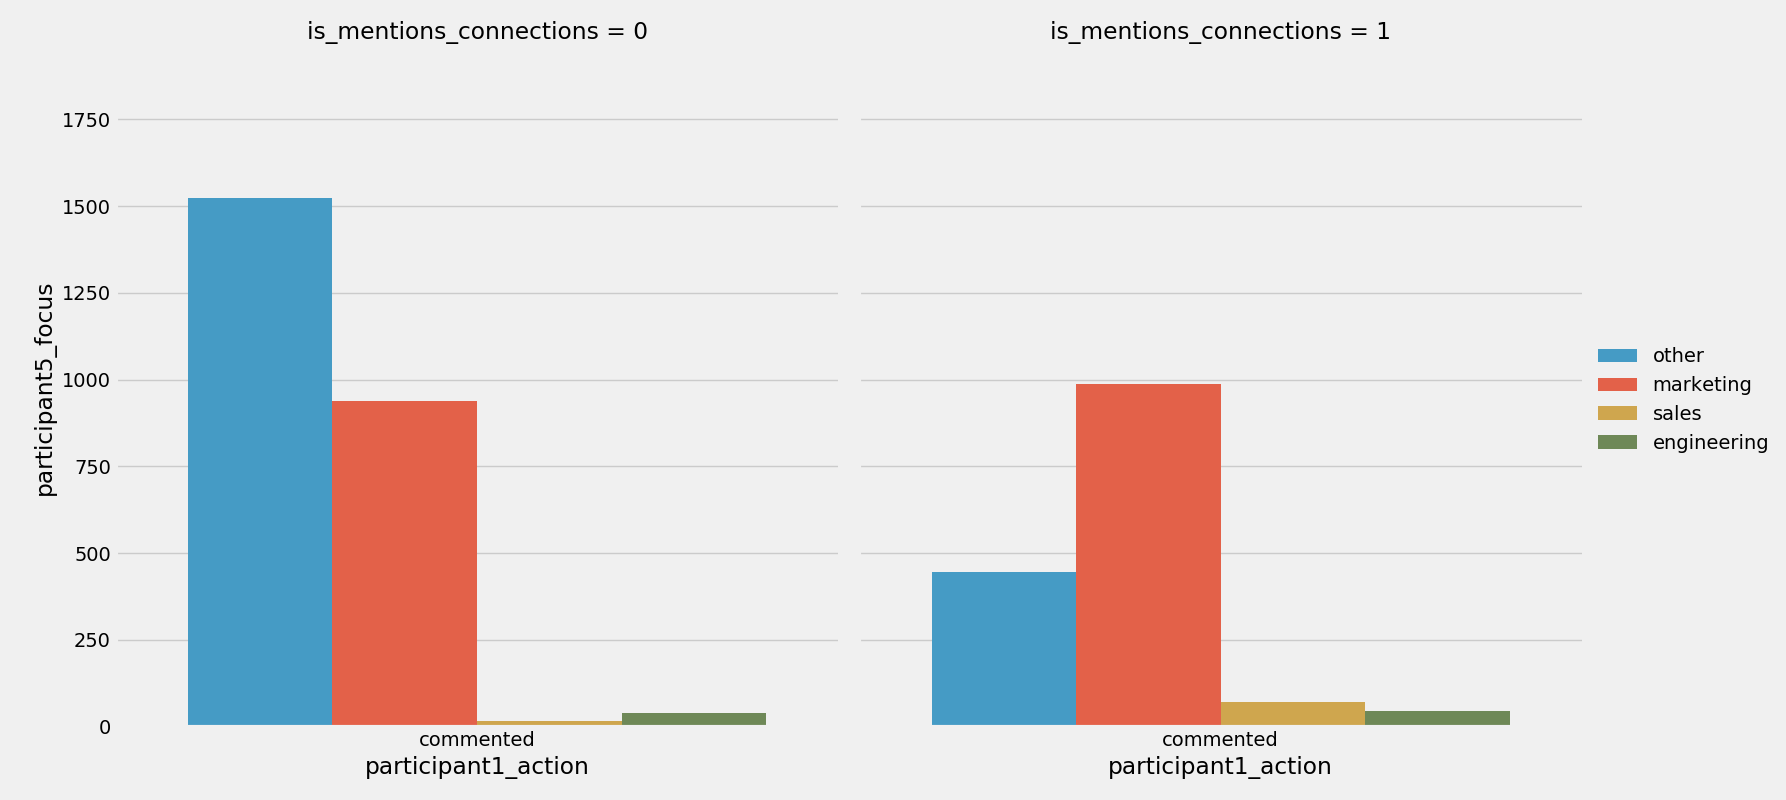 is_mentions_connections = 0
is_mentions_connections = 1
participant5_focus
1750
1500
1250
1000
750
500
250
0
commented
commented
participant1_action
participant1_action
other
marketing
sales
engineering